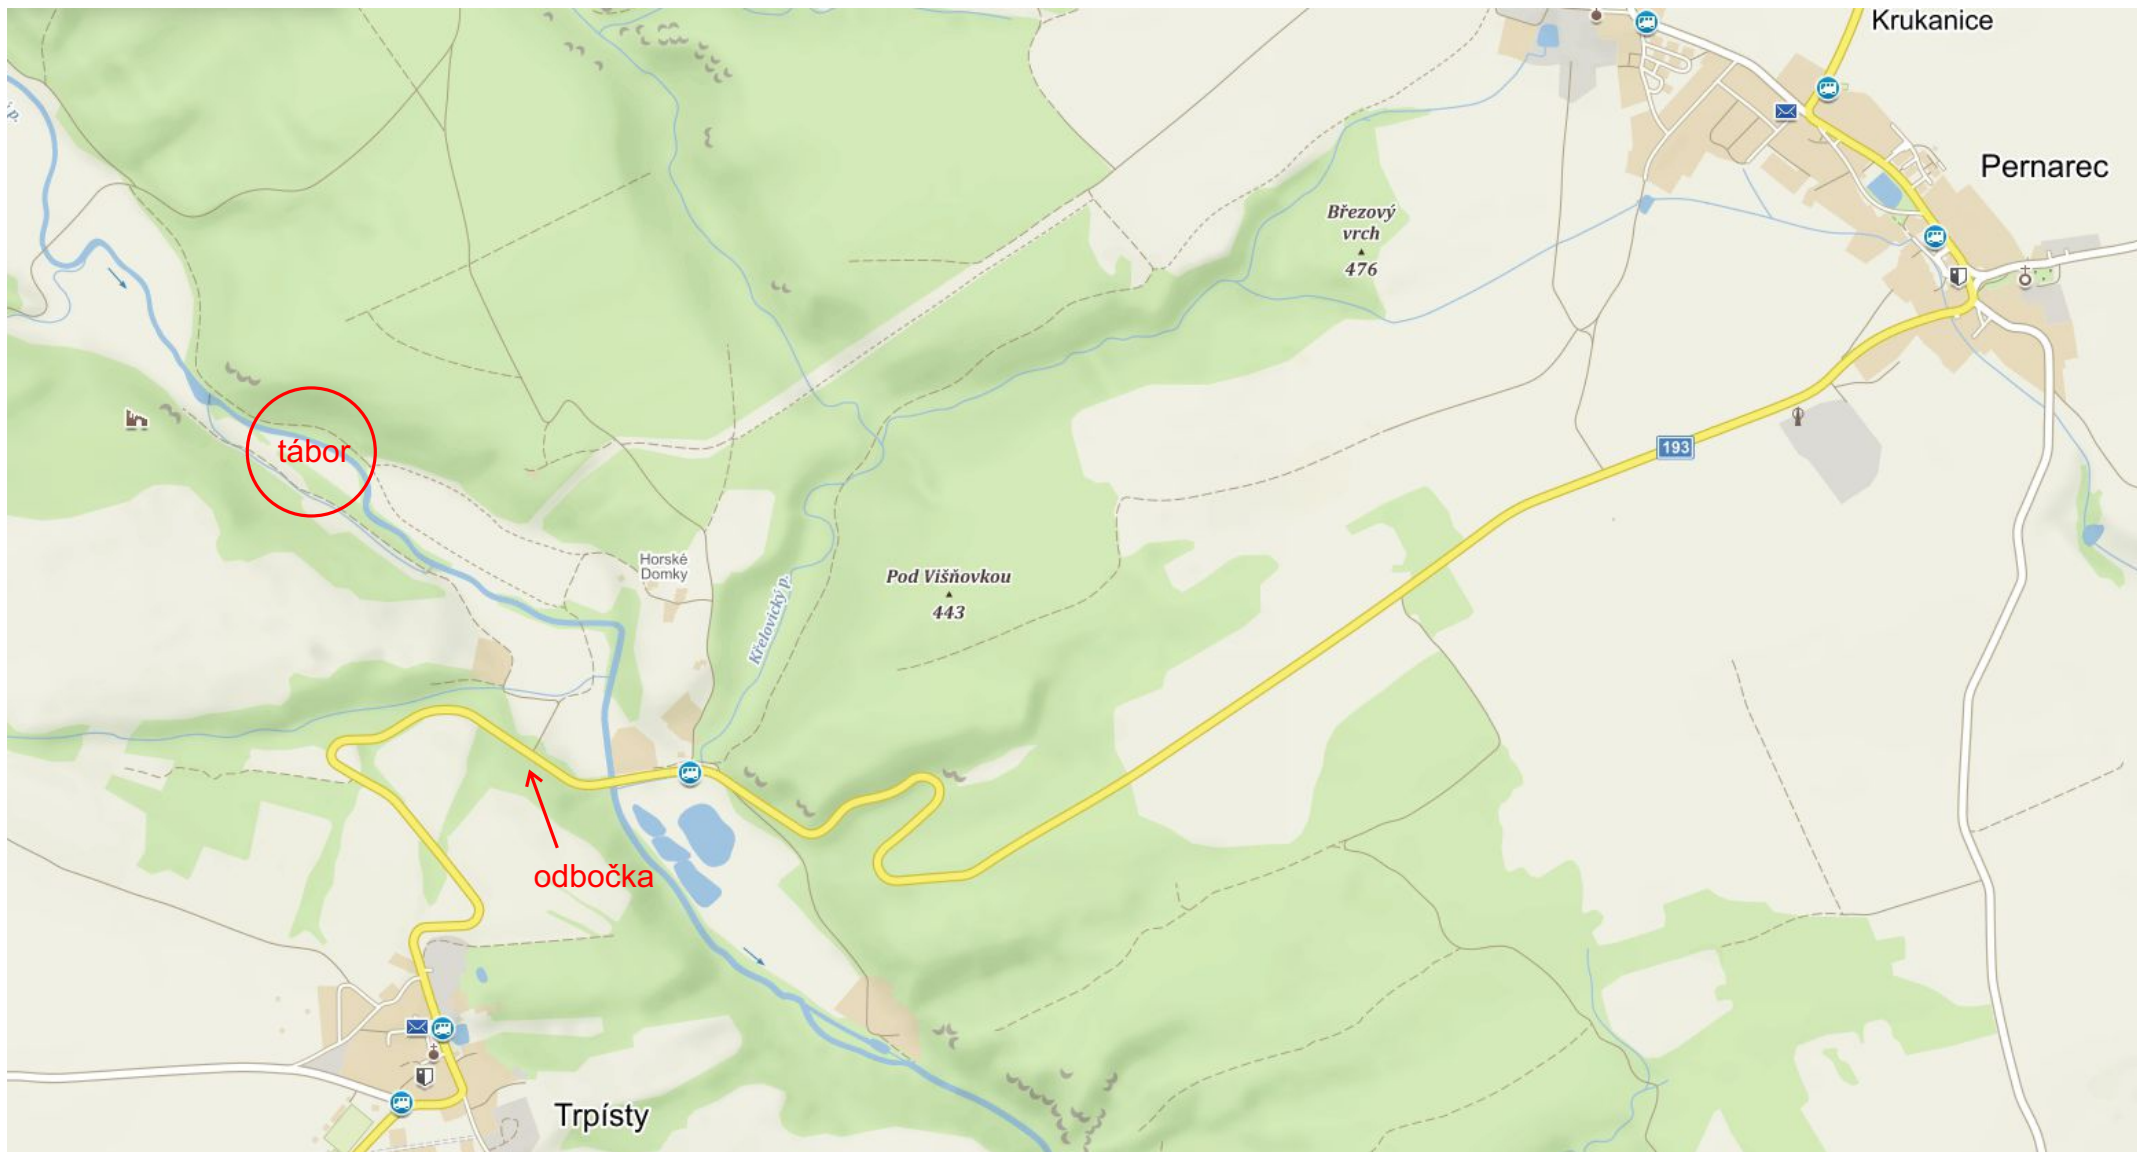 Krukanice
Pernarec
í p.
Březový
vrch
476
tábor
193
Horské
Domky
Pod Višňovkou
443
Křelovický p.
odbočka
Trpísty